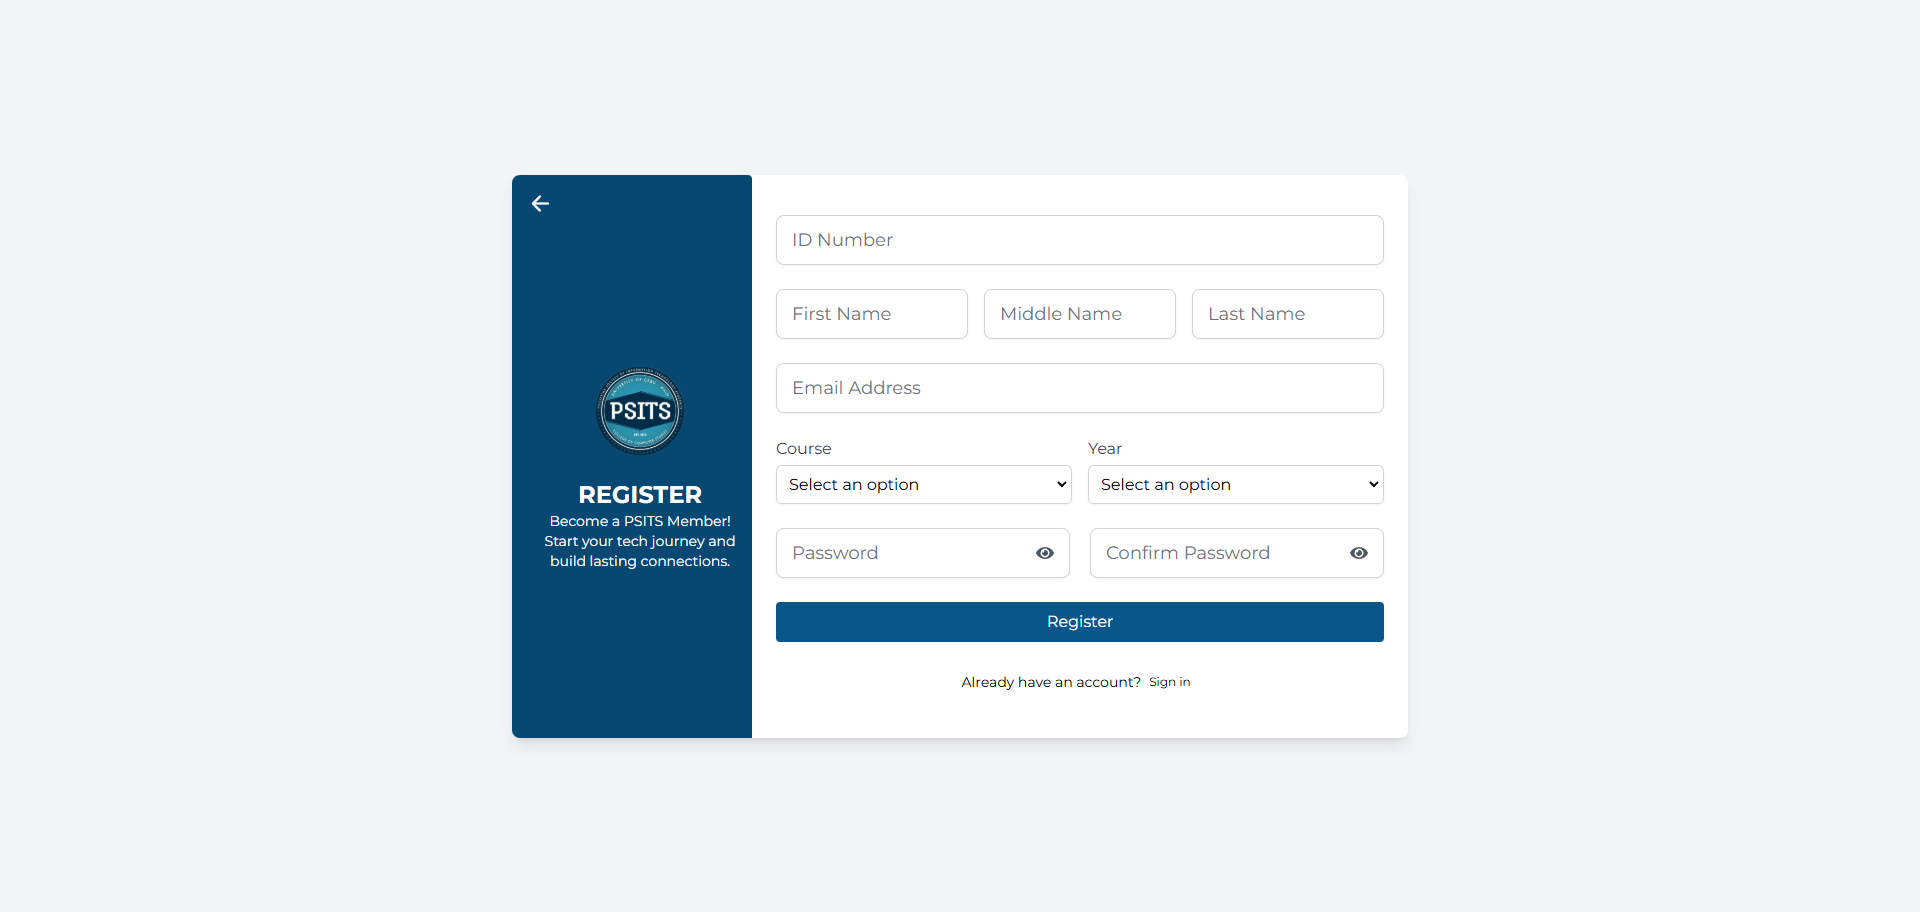 PSITS
REGISTER
Become a PSITS Member!
Start your tech journey and
build lasting connections.
ID Number
First Name Middle Name Last Name
Email Address
Course Year
Select an option Select an option
Password Confirm Password
Register
Already have an account? Sign in